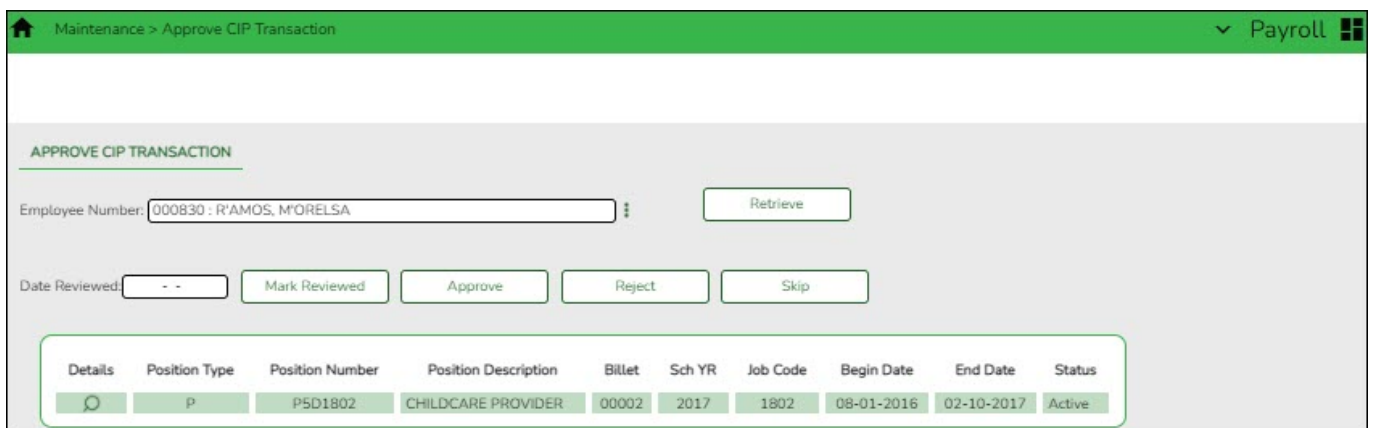 Maintenance > Approve CIP Transaction Payroll
APPROVE CIP TRANSACTION
Employee Number: 000830 : R'AMOS, M'ORELSA Retrieve
Date Reviewed: - - Mark Reviewed Approve Reject Skip
Details Position Type Position Number Position Description Billet Sch YR Job Code Begin Date End Date Status
P P5D1802 CHILDCARE PROVIDER 00002 2017 1802 08-01-2016 02-10-2017 Active